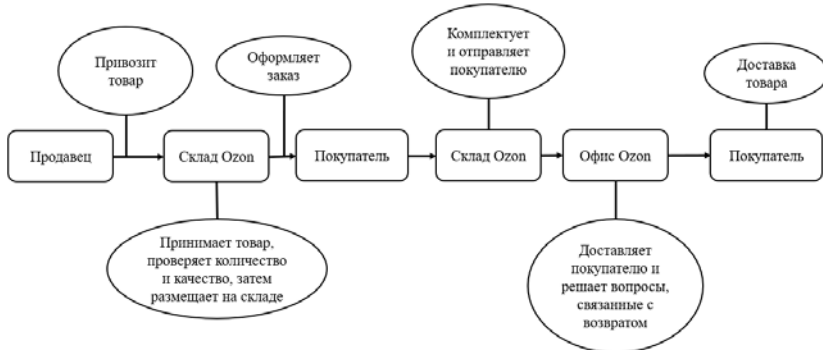 Привозит
товар
Оформляет
заказ
Комплектует
и отправляет
покупателю
Доставка
товара
Продавец
Склад Ozon
Покупатель
Склад Ozon
Офис Ozon
Покупатель
Принимает товар,
проверяет количество
и качество, затем
размещает на складе
Доставляет
покупателю и
решает вопросы,
связанные с
возвратом